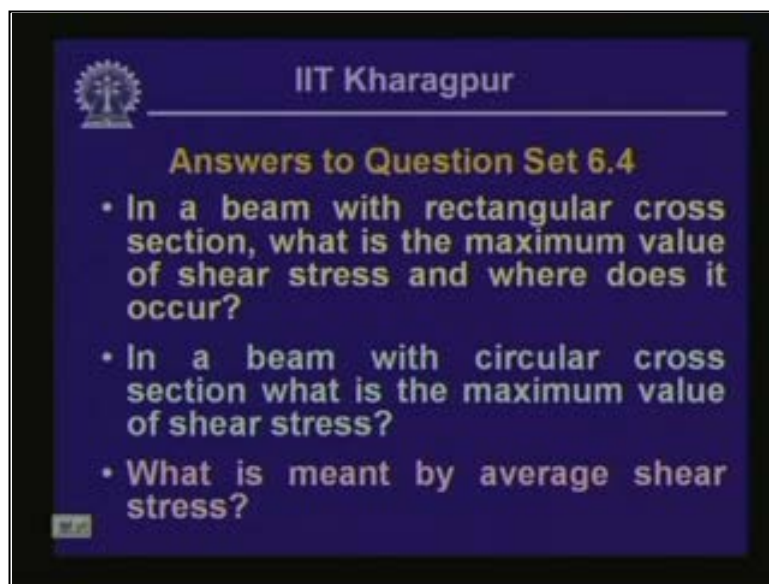 IIT Kharagpur
Answers to Question Set 6.4
• In a beam with rectangular cross
section, what is the maximum value
of shear stress and where does it
occur?
• In a beam with circular cross
section what is the maximum value
of shear stress?
• What is meant by average shear
stress?